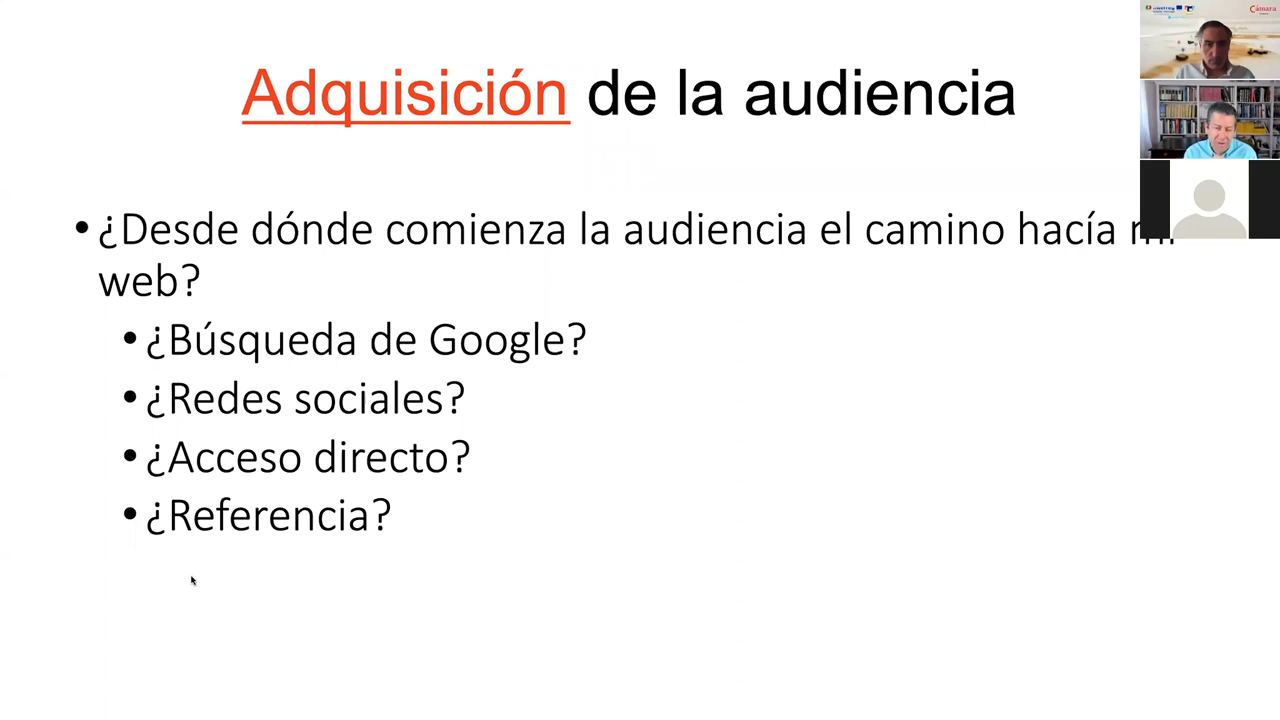 Adquisición de la audiencia
• ¿Desde dónde comienza la audiencia el camino hacía
web?
• ¿Búsqueda de Google?
• ¿Redes sociales?
• ¿Acceso directo?
• ¿Referencia?
Cámara